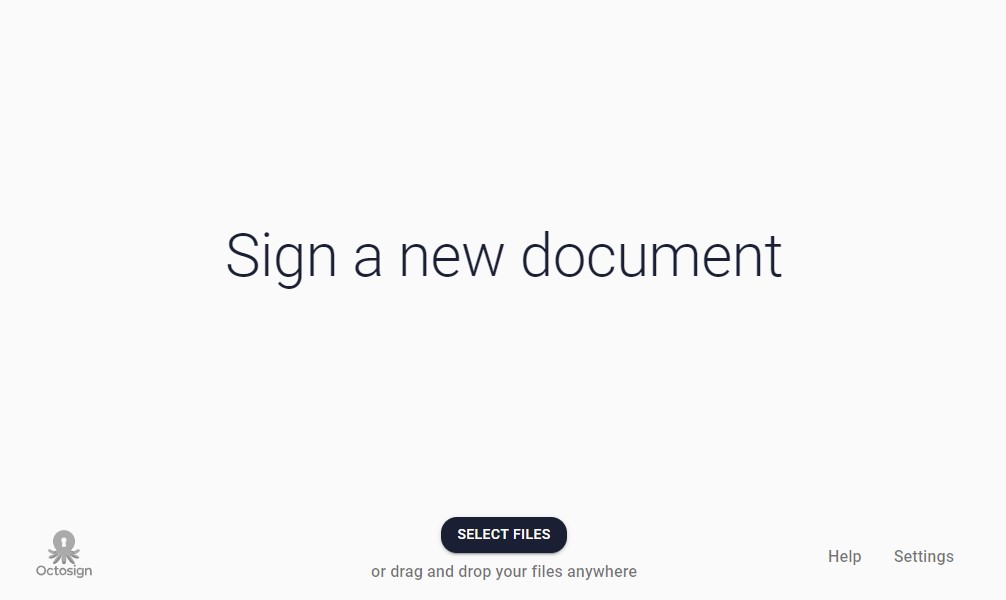 Sign a new document
SELECT FILES
or drag and drop your files anywhere
Octosign
Help
Settings